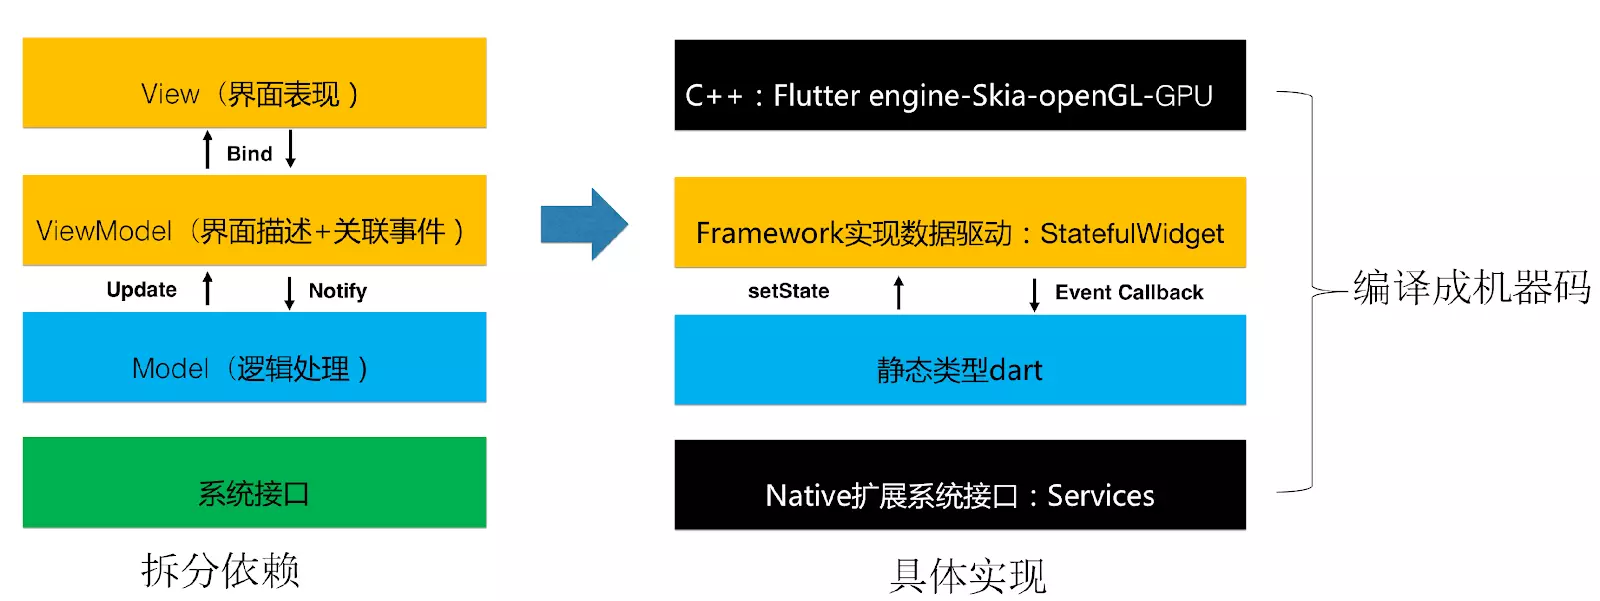 View（界面表现）
Bind
ViewModel（界面描述+关联事件）
Update
Notify
Model（逻辑处理）
系统接口
拆分依赖
C++：Flutter engine-Skia-openGL-GPU
Framework实现数据驱动：StatefulWidget
setState
Event Callback
静态类型dart
Native扩展系统接口：Services
具体实现
编译成机器码